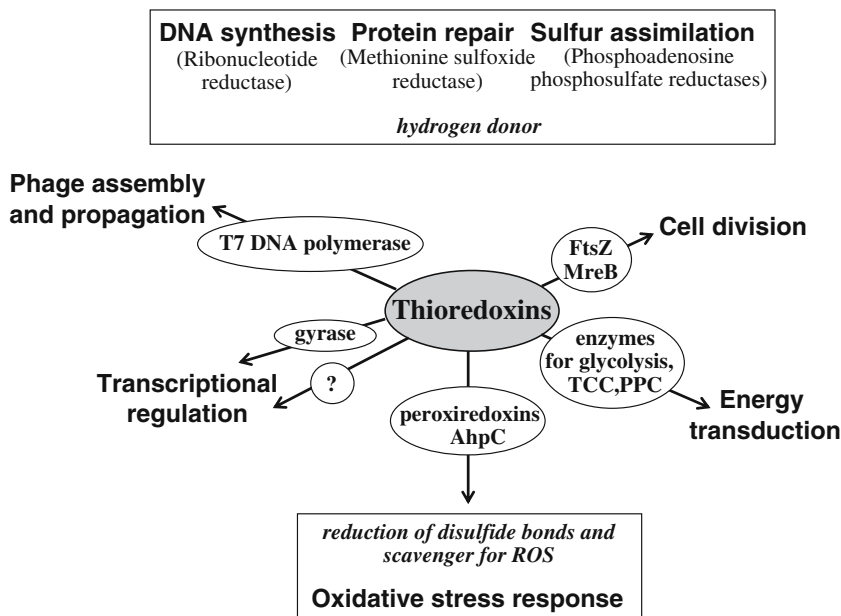 DNA synthesis Protein repair Sulfur assimilation
(Ribonucleotide reductase) (Methionine sulfoxide reductase) (Phosphoadenosine phosphosulfate reductases)
hydrogen donor
Phage assembly
and propagation
T7 DNA polymerase
FtsZ
MreB
Cell division
Thioredoxins
gyrase
?
Transcriptional
regulation
enzymes
for glycolysis,
TCC,PPC
Energy
transduction
peroxiredoxins
AhpC
reduction of disulfide bonds and
scavenger for ROS
Oxidative stress response